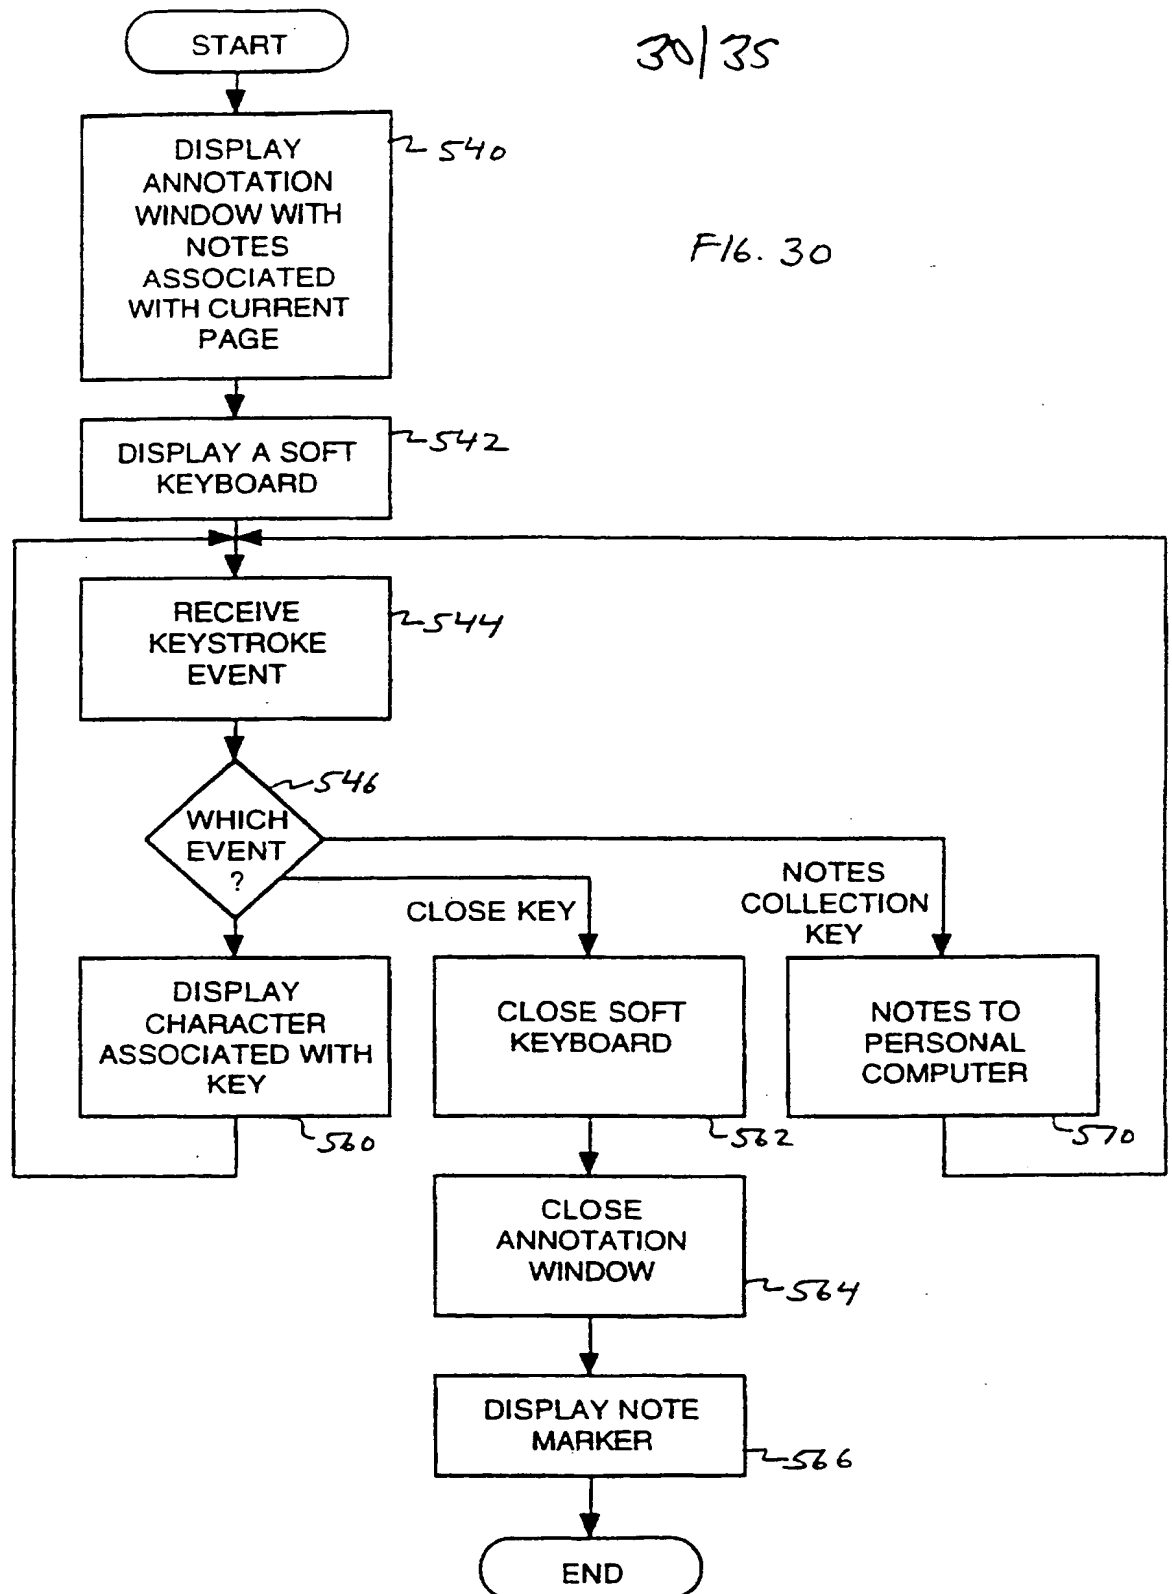 START
30/35
DISPLAY
ANNOTATION
WINDOW WITH
NOTES
ASSOCIATED
WITH CURRENT
PAGE
540
FIG. 30
DISPLAY A SOFT
KEYBOARD
542
RECEIVE
KEYSTROKE
EVENT
544
WHICH
EVENT
?
546
CLOSE KEY
NOTES
COLLECTION
KEY
DISPLAY
CHARACTER
ASSOCIATED WITH
KEY
560
CLOSE SOFT
KEYBOARD
562
NOTES TO
PERSONAL
COMPUTER
570
CLOSE
ANNOTATION
WINDOW
564
DISPLAY NOTE
MARKER
566
END